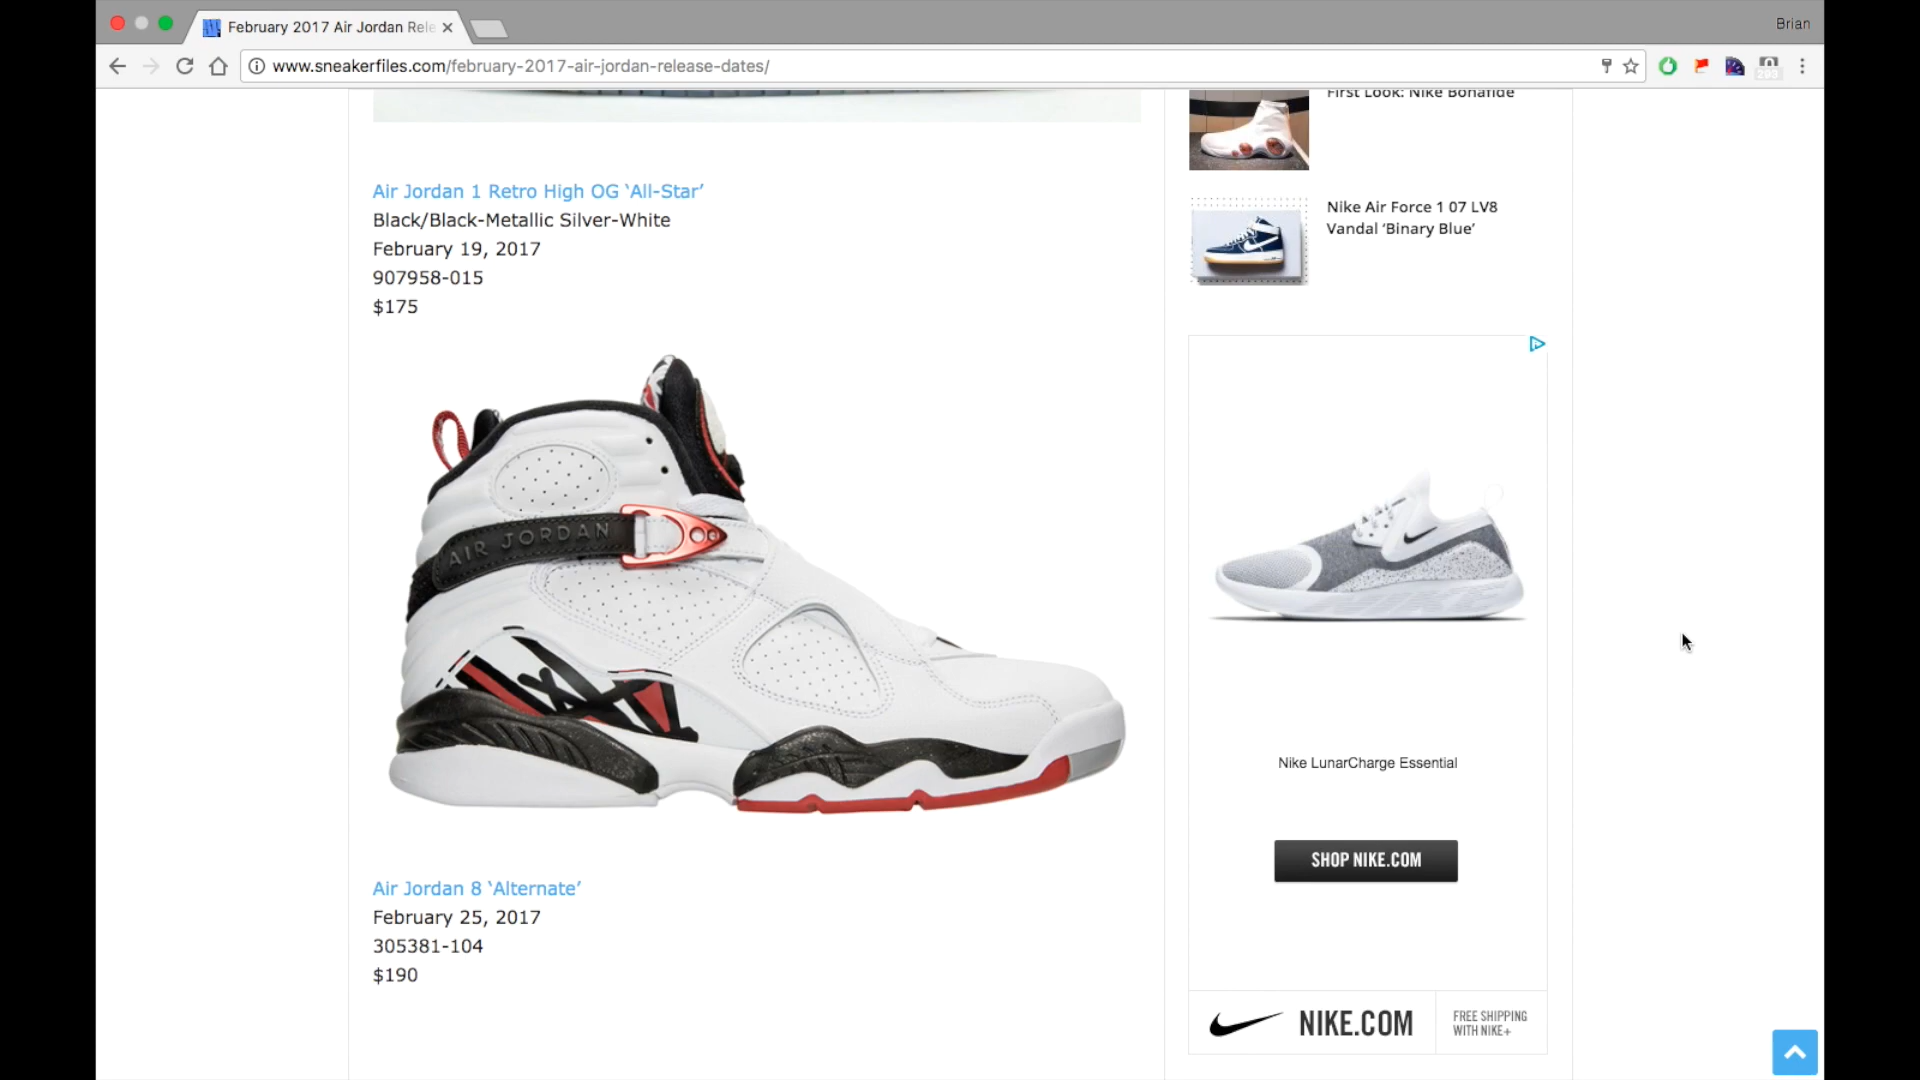 February 2017 Air Jordan Rele
Brian
www.sneakerfiles.com/february-2017-air-jordan-release-dates/
203
First Look: Nike Bonafide
Air Jordan 1 Retro High OG ‘All-Star’
Black/Black-Metallic Silver-White
February 19, 2017
907958-015
$175
Nike Air Force 1 07 LV8
Vandal ‘Binary Blue’
AIR JORDAN
Nike LunarCharge Essential
SHOP NIKE.COM
Air Jordan 8 ‘Alternate’
February 25, 2017
305381-104
$190
NIKE.COM
FREE SHIPPING
WITH NIKE+